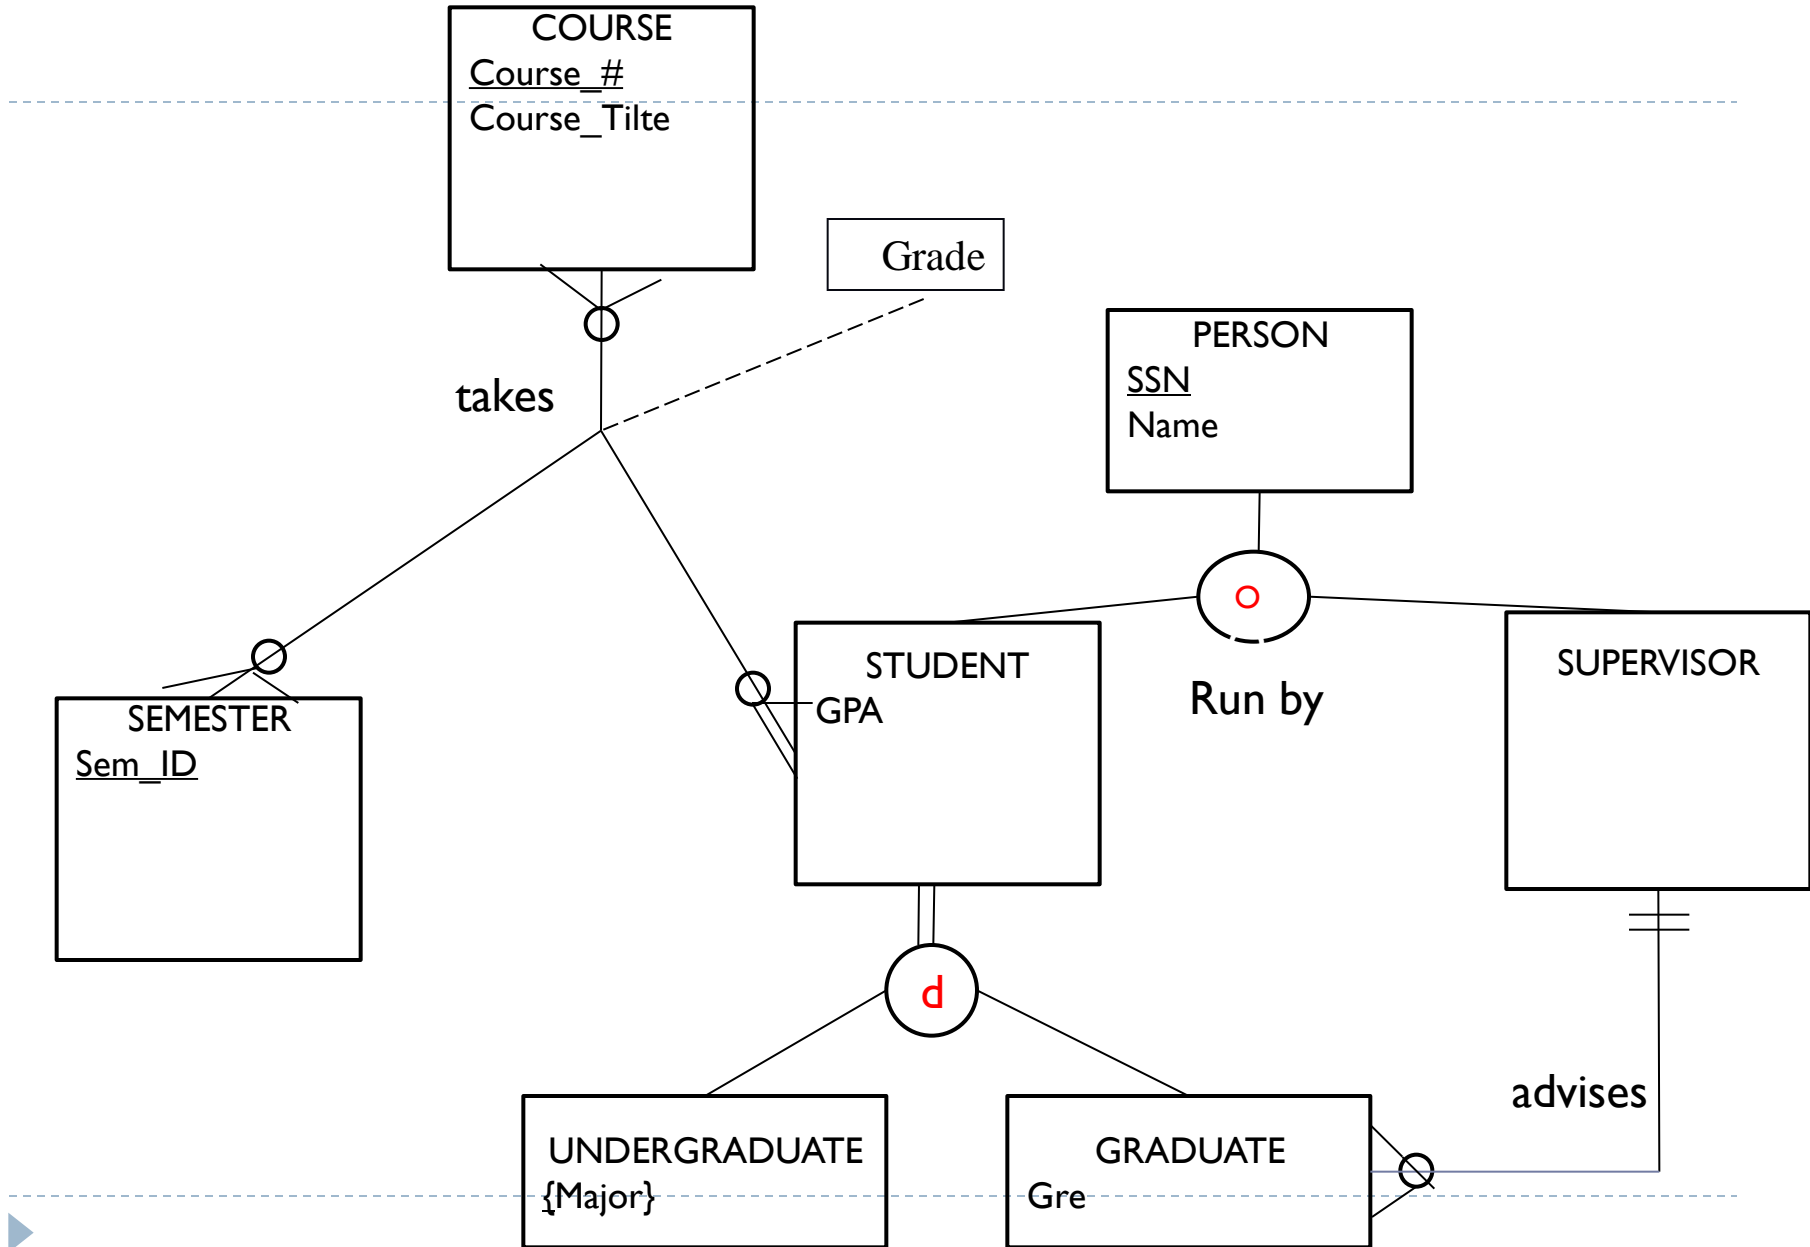 COURSE
Course_#
Course_Tilte
Grade
takes
PERSON
SSN
Name
o
STUDENT
GPA
SUPERVISOR
Run by
SEMESTER
Sem_ID
d
advises
UNDERGRADUATE
{Major}
GRADUATE
Gre